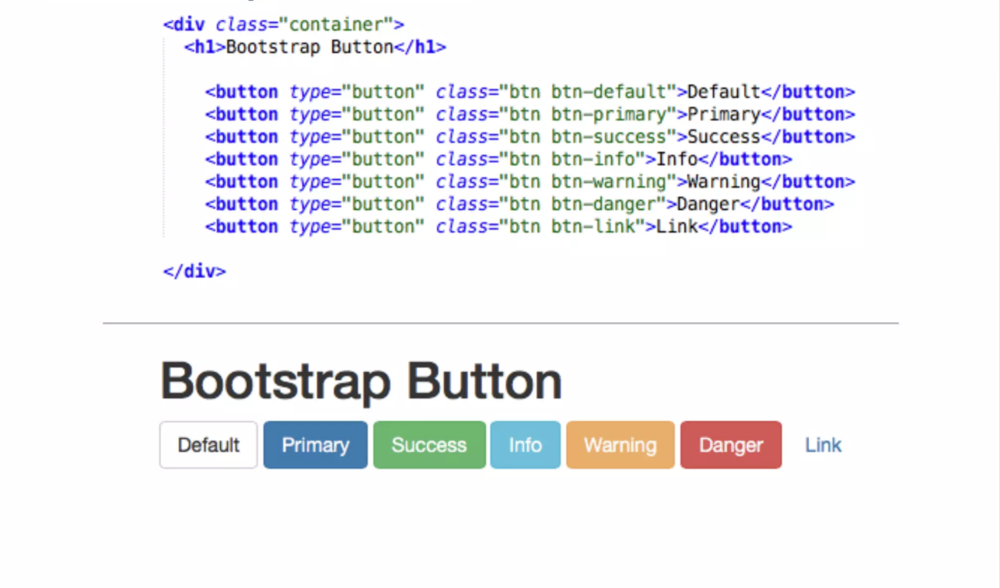 <div class="container">
<h1>Bootstrap Button</h1>
<button type="button" class="btn btn-default">Default</button>
<button type="button" class="btn btn-primary">Primary</button>
<button type="button" class="btn btn-success">Success</button>
<button type="button" class="btn btn-info">Info</button>
<button type="button" class="btn btn-warning">Warning</button>
<button type="button" class="btn btn-danger">Danger</button>
<button type="button" class="btn btn-link">Link</button>
</div>
Bootstrap Button
Default Primary Success Info Warning Danger Link